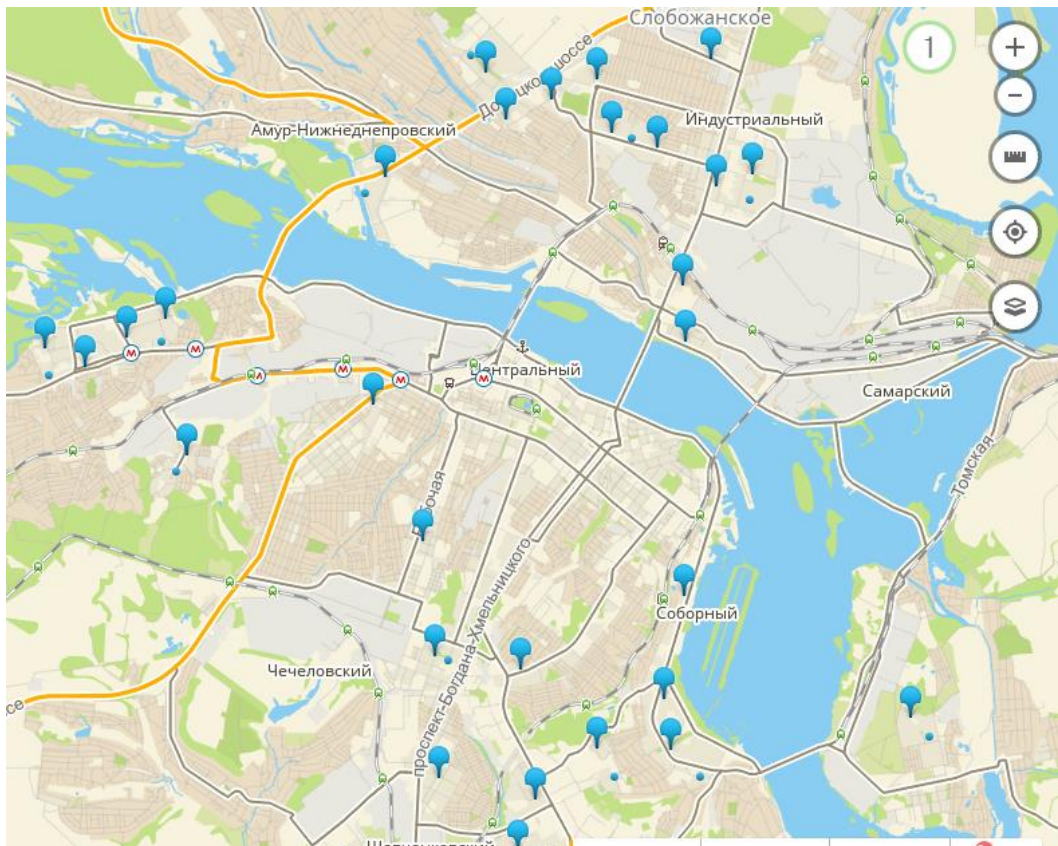 Слобожанское
1
Донецкое шоссе
Амур-Нижнеднепровский
Индустриальный
М
М
М
М
М
М
Центральный
Самарский
Томская
Рабочая
проспект-Богдана-Хмельницкого
Соборный
Чечеловский